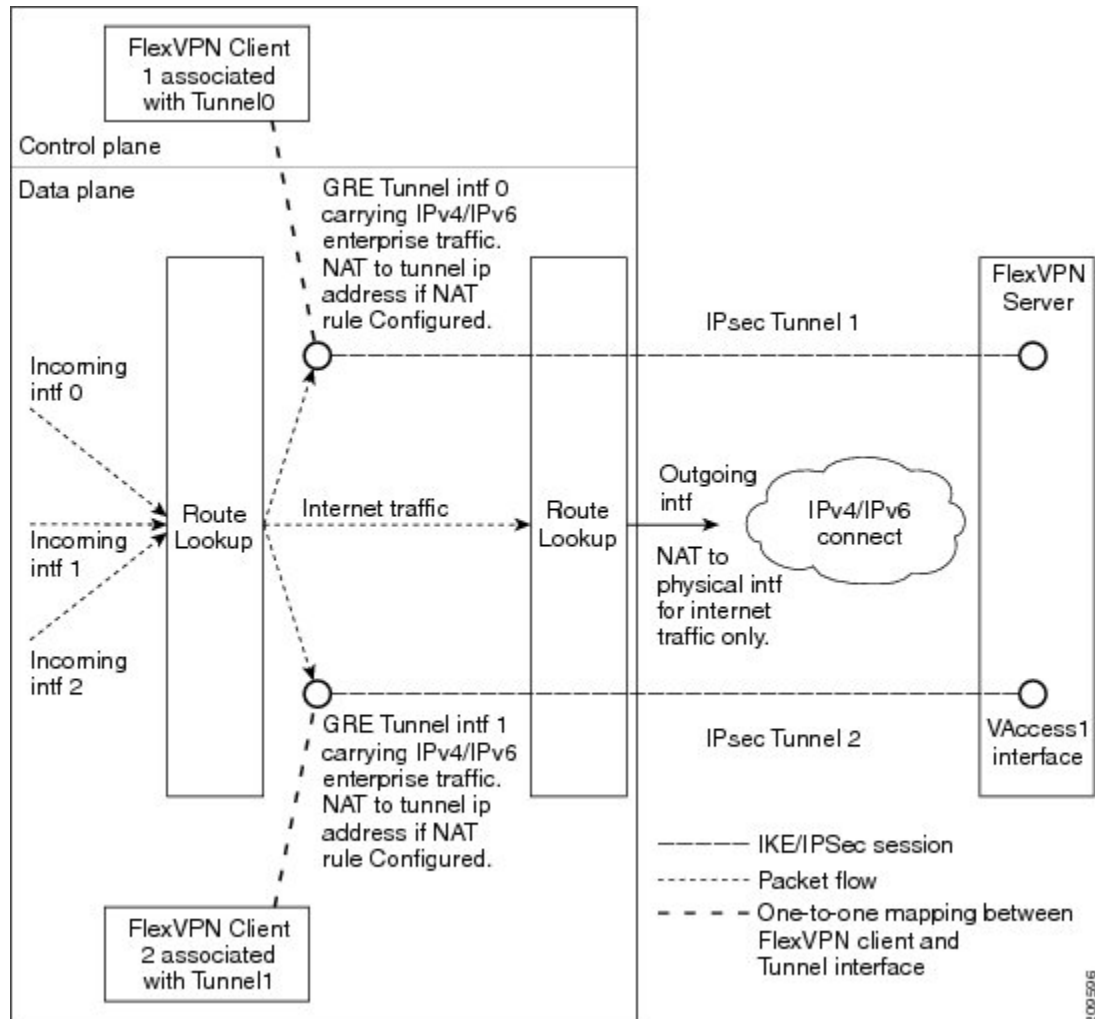 FlexVPN Client
1 associated
with Tunnel0
Control plane
Data plane
GRE Tunnel intf 0
carrying IPv4/IPv6
enterprise traffic.
NAT to tunnel ip
address if NAT
rule Configured.
FlexVPN
Server
IPsec Tunnel 1
Incoming
intf 0
Incoming
intf 1
Incoming
intf 2
Route
Lookup
Internet traffic
Route
Lookup
Outgoing
intf
NAT to
physical intf
for internet
traffic only.
IPv4/IPv6
connect
GRE Tunnel intf 1
carrying IPv4/IPv6
enterprise traffic.
NAT to tunnel ip
address if NAT
rule Configured.
IPsec Tunnel 2
VAccess1
interface
FlexVPN Client
2 associated
with Tunnel1
IKE/IPSec session
Packet flow
One-to-one mapping between
FlexVPN client and
Tunnel interface